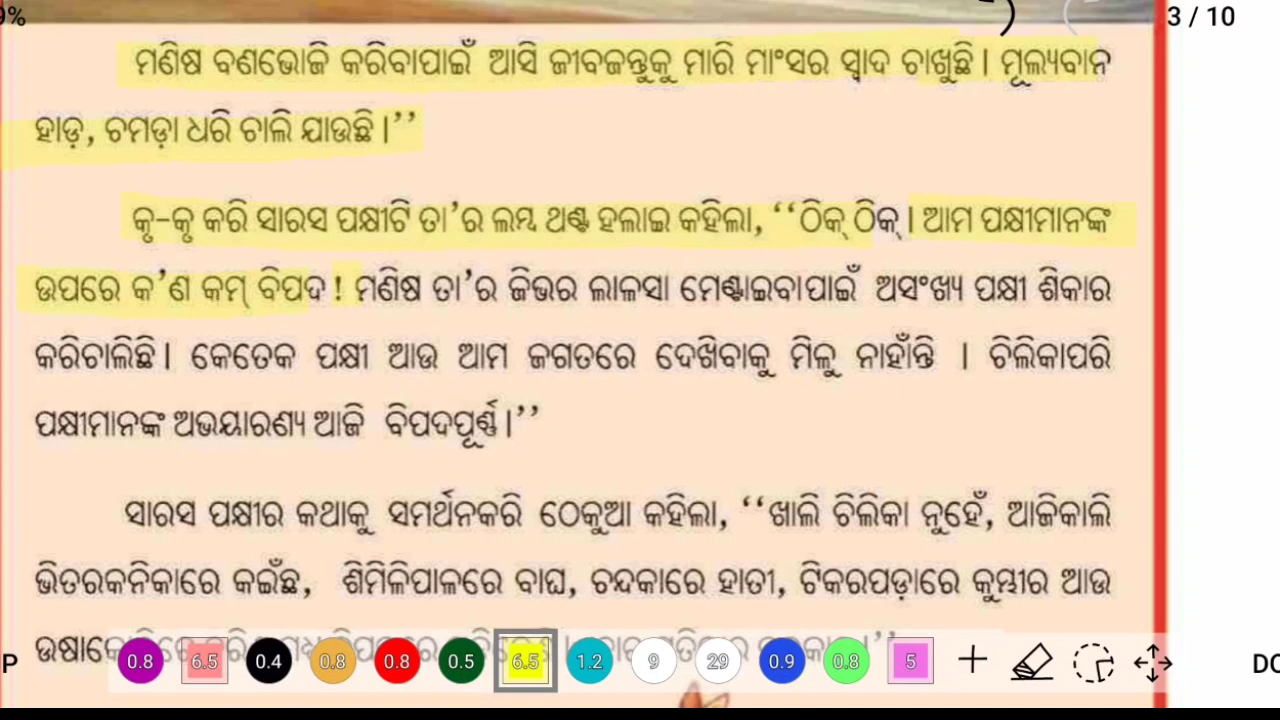 9%
3 / 10
ମଣିଷ ବଣଭୋଜି କରିବାପାଇଁ ଆସି ଜୀବଜନ୍ତୁକୁ ମାରି ମାଂସର ସ୍ୱାଦ ଚାଖୁଛି । ମୂଲ୍ୟବାନ
ହାଡ଼, ଚମଡ଼ା ଧରି ଚାଲି ଯାଉଛି ।’’
କୃ-କୃ କରି ସାରସ ପକ୍ଷୀଟି ତା’ର ଲମ୍ବ ଥଣ୍ଟ ହଲାଇ କହିଲା, ‘‘ଠିକ୍ ଠିକ୍ । ଆମ ପକ୍ଷୀମାନଙ୍କ
ଉପରେ କ’ଣ କମ୍ ବିପଦ ! ମଣିଷ ତା’ର ଜିଭର ଲାଳସା ମେଣ୍ଟାଇବାପାଇଁ ଅସଂଖ୍ୟ ପକ୍ଷୀ ଶିକାର
କରିଚାଲିଛି । କେତେକ ପକ୍ଷୀ ଆଉ ଆମ ଜଗତରେ ଦେଖିବାକୁ ମିଳୁ ନାହାଁନ୍ତି । ଚିଲିକାପରି
ପକ୍ଷୀମାନଙ୍କ ଅଭୟାରଣ୍ୟ ଆଜି ବିପଦପୂର୍ଣ୍ଣ ।’’
ସାରସ ପକ୍ଷୀର କଥାକୁ ସମର୍ଥନକରି ଠେକୁଆ କହିଲା, ‘‘ଖାଲି ଚିଲିକା ନୁହେଁ, ଆଜିକାଲି
ଭିତରକନିକାରେ କଇଁଛ, ଶିମିଳିପାଳରେ ବାଘ, ଚନ୍ଦକାରେ ହାତୀ, ଟିକରପଡ଼ାରେ କୁମ୍ଭୀର ଆଉ
P 0.8 6.5 0.4 0.8 0.8 0.5 6.5 1.2 9 29 0.9 0.8 5 DO